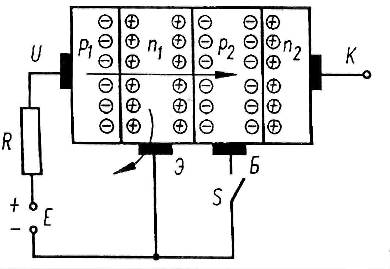 U p₁ n₁ p₂ n₂ K
R Э Б
+ E S
−